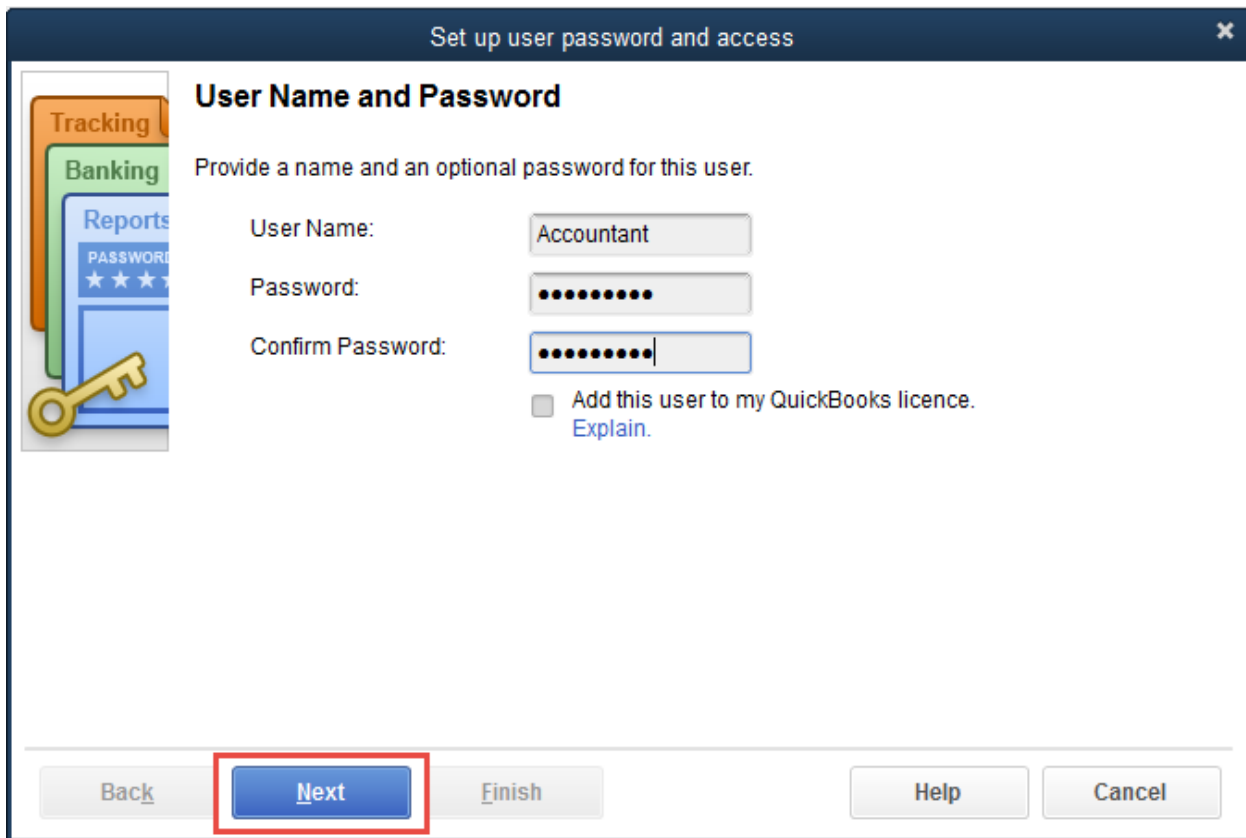 Set up user password and access
Tracking
Banking
Reports
PASSWORD
User Name and Password
Provide a name and an optional password for this user.
User Name: Accountant
Password: •••••••••
Confirm Password: •••••••••
Add this user to my QuickBooks licence.
Explain.
Back Next Finish Help Cancel